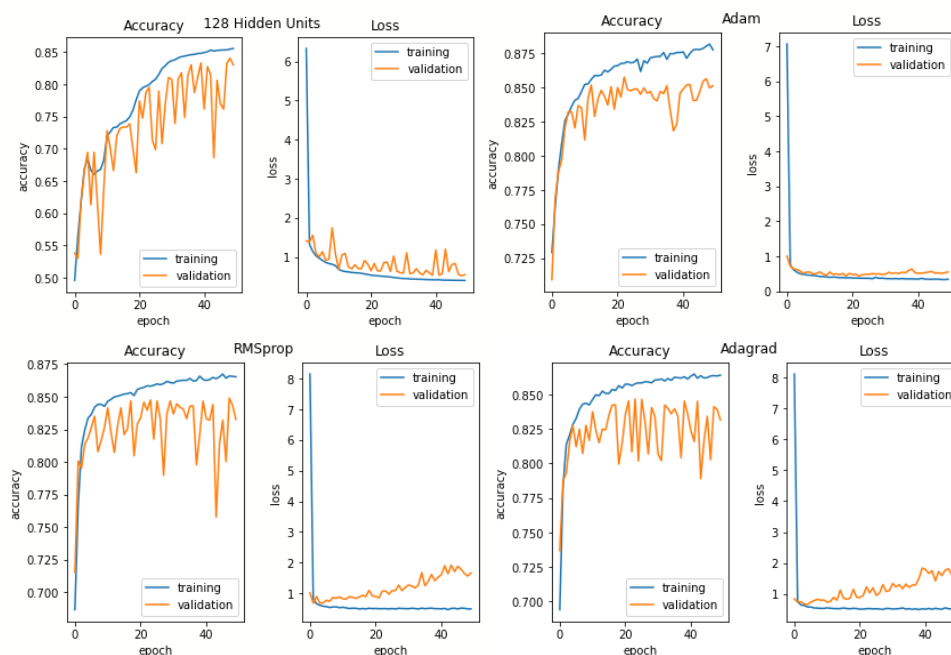 128 Hidden Units
Accuracy
Loss
accuracy
0.85
0.80
0.75
0.70
0.65
0.60
0.55
0.50
training
validation
0
20
40
epoch
loss
6
5
4
3
2
1
training
validation
0
20
40
epoch
Adam
Accuracy
Loss
accuracy
0.875
0.850
0.825
0.800
0.775
0.750
0.725
training
validation
0
20
40
epoch
loss
7
6
5
4
3
2
1
0
training
validation
0
20
40
epoch
RMSprop
Accuracy
Loss
accuracy
0.875
0.850
0.825
0.800
0.775
0.750
0.725
0.700
training
validation
0
20
40
epoch
loss
8
7
6
5
4
3
2
1
training
validation
0
20
40
epoch
Adagrad
Accuracy
Loss
accuracy
0.850
0.825
0.800
0.775
0.750
0.725
0.700
training
validation
0
20
40
epoch
loss
8
7
6
5
4
3
2
1
training
validation
0
20
40
epoch